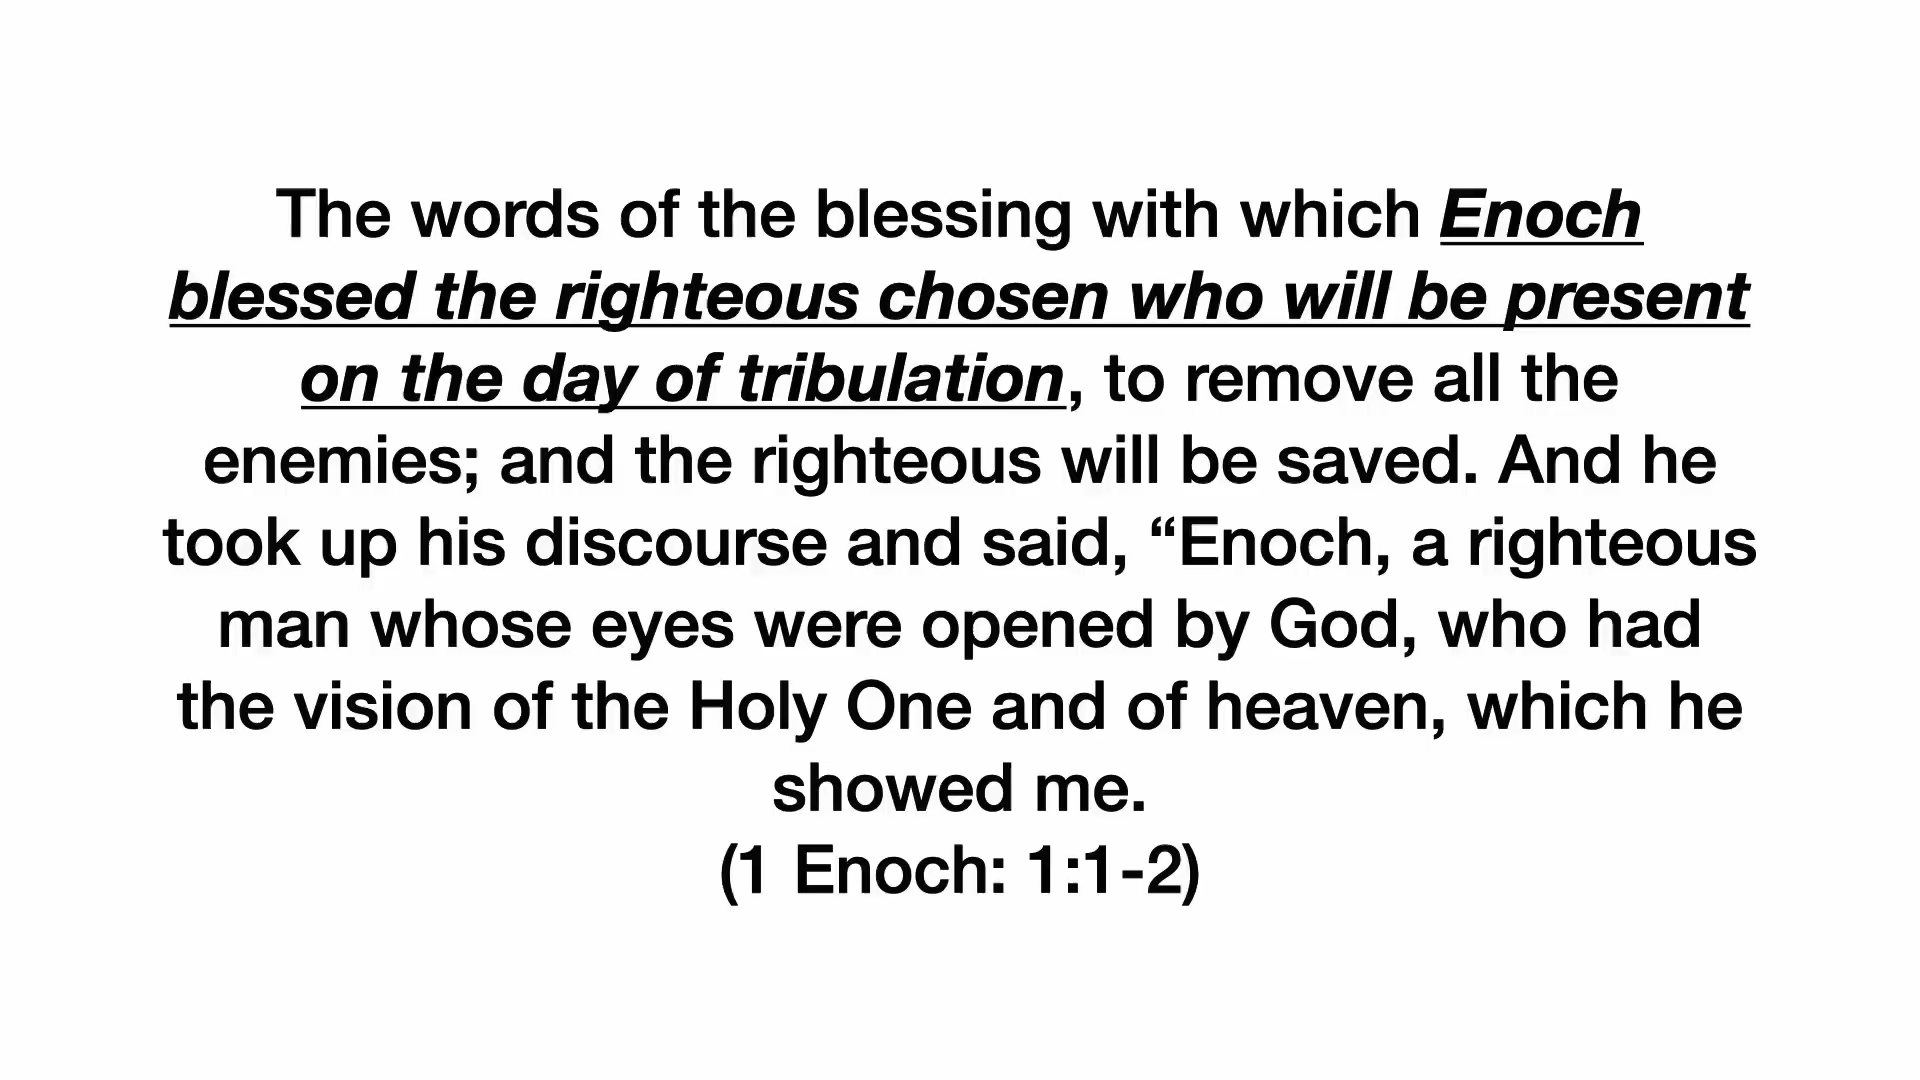 The words of the blessing with which Enoch
blessed the righteous chosen who will be present
on the day of tribulation, to remove all the
enemies; and the righteous will be saved. And he
took up his discourse and said, “Enoch, a righteous
man whose eyes were opened by God, who had
the vision of the Holy One and of heaven, which he
showed me.
(1 Enoch: 1:1-2)